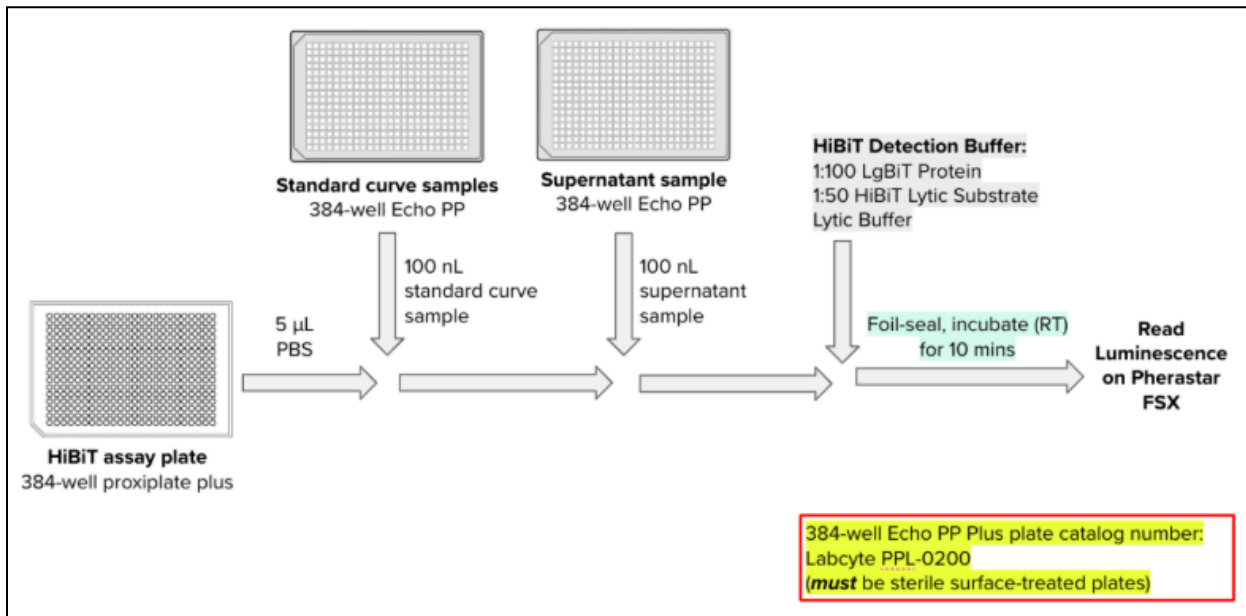 Standard curve samples
384-well Echo PP
Supernatant sample
384-well Echo PP
HiBiT Detection Buffer:
1:100 LgBiT Protein
1:50 HiBiT Lytic Substrate
Lytic Buffer
5 µL
PBS
100 nL
standard curve
sample
100 nL
supernatant
sample
Foil-seal, incubate (RT)
for 10 mins
Read
Luminescence
on Pherastar
FSX
HiBiT assay plate
384-well proxiplate plus
384-well Echo PP Plus plate catalog number:
Labcyte PPL-0200
(must be sterile surface-treated plates)